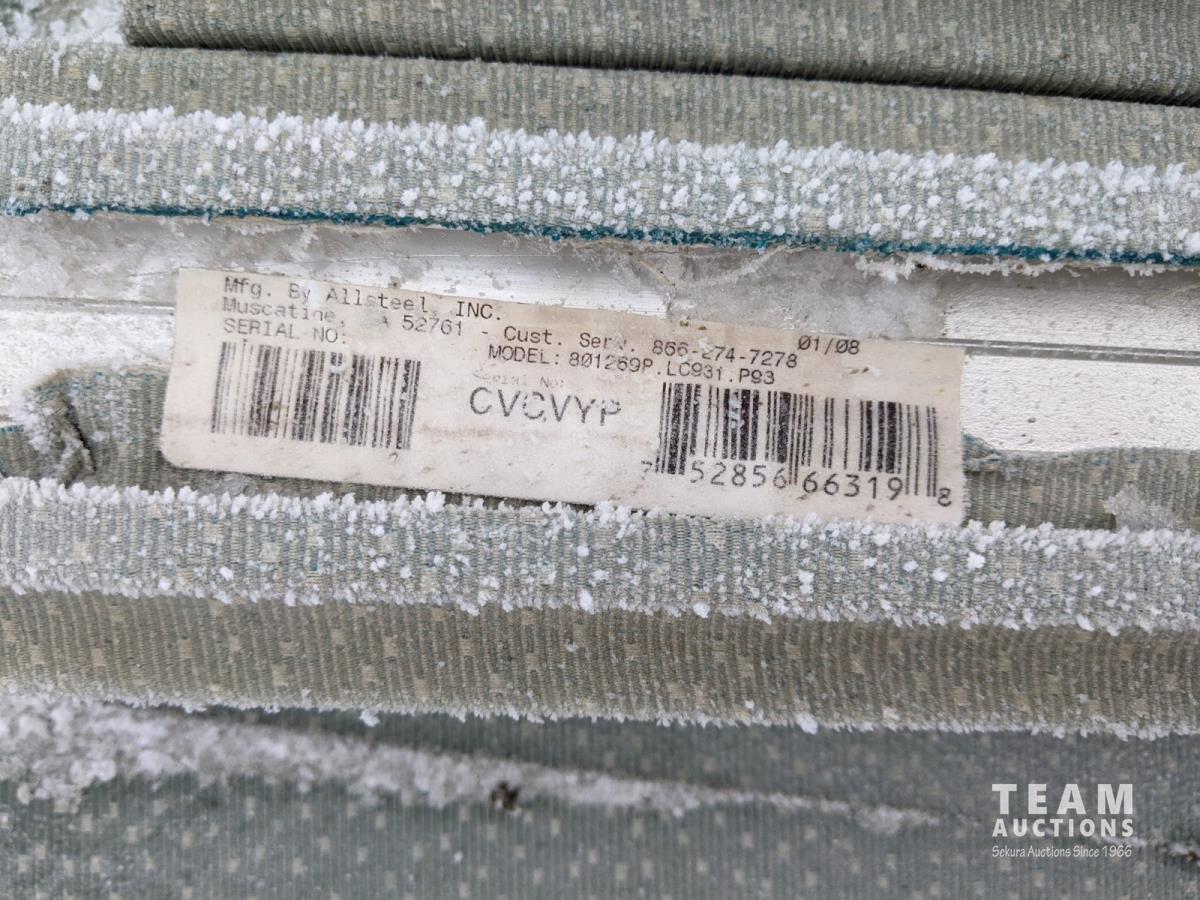 Mfg. By Allsteel, INC.
Muscatine 52761 - Cust. Serv. 866-274-7278 01/08
SERIAL NO: MODEL: 801269P.LC931.P93
Serial No:
CVCVYP
7 52856 66319 8
TEAM
AUCTIONS
Sekura Auctions Since 1966